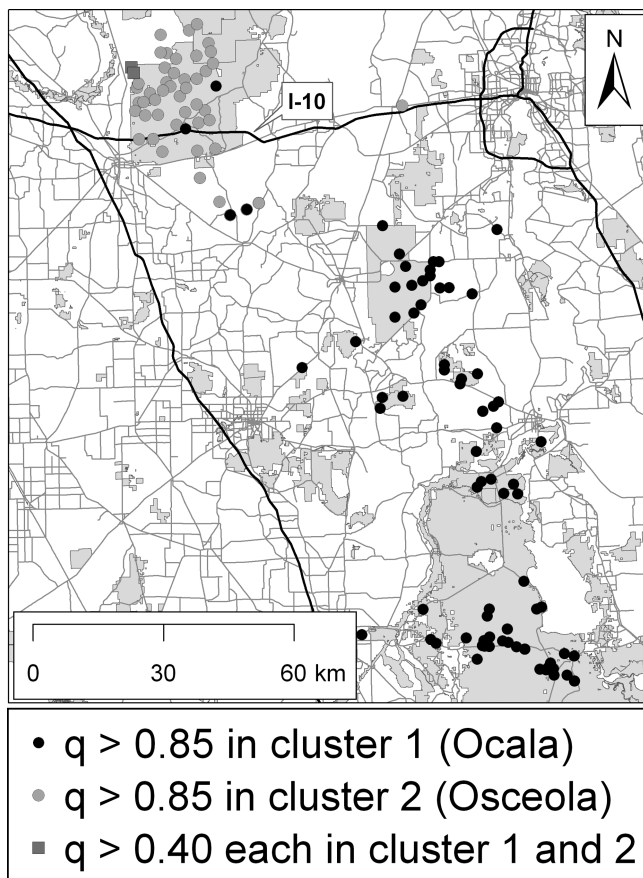 N
I-10
0 30 60 km
q > 0.85 in cluster 1 (Ocala)
q > 0.85 in cluster 2 (Osceola)
q > 0.40 each in cluster 1 and 2